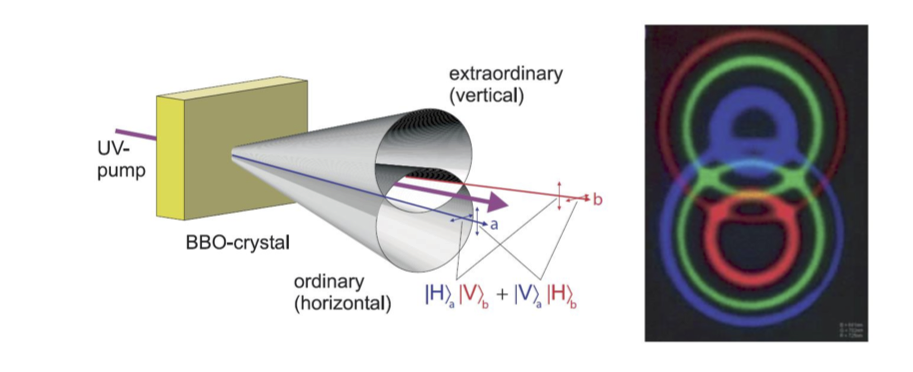 extraordinary
(vertical)
UV-
pump
b
a
BBO-crystal
ordinary
(horizontal)
|H⟩ₐ|V⟩b + |V⟩ₐ|H⟩b